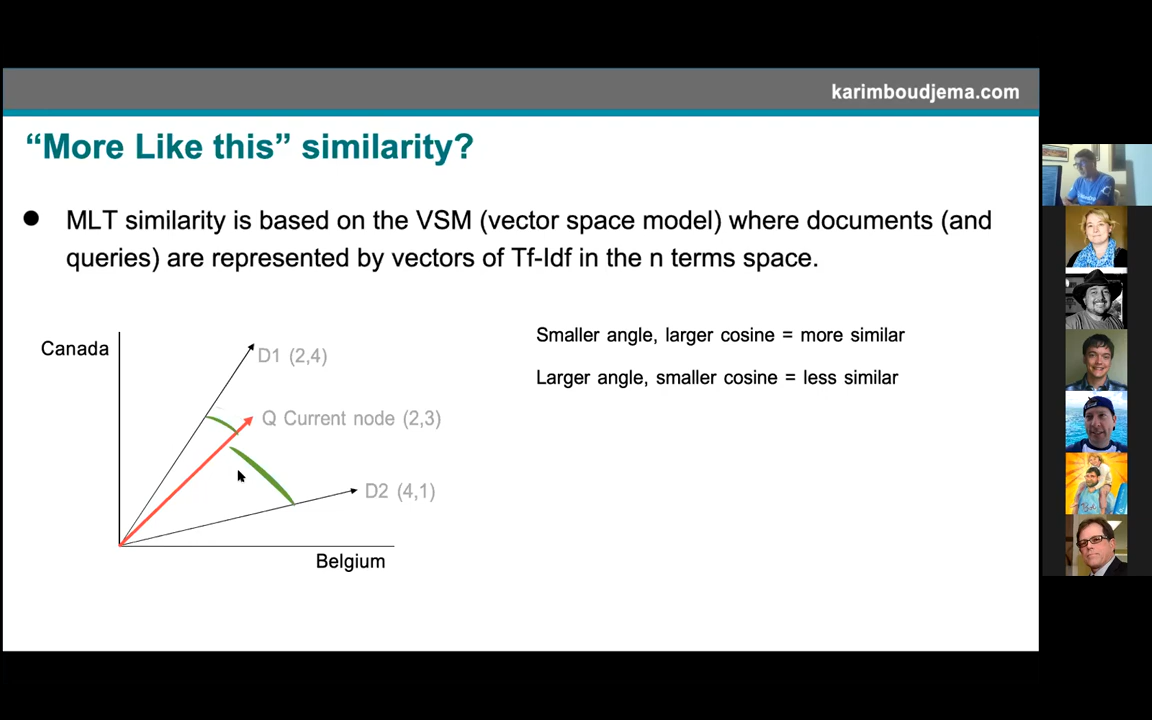 karimboudjema.com
“More Like this” similarity?
MLT similarity is based on the VSM (vector space model) where documents (and
queries) are represented by vectors of Tf-Idf in the n terms space.
Canada
D1 (2,4)
Q Current node (2,3)
D2 (4,1)
Belgium
Smaller angle, larger cosine = more similar
Larger angle, smaller cosine = less similar